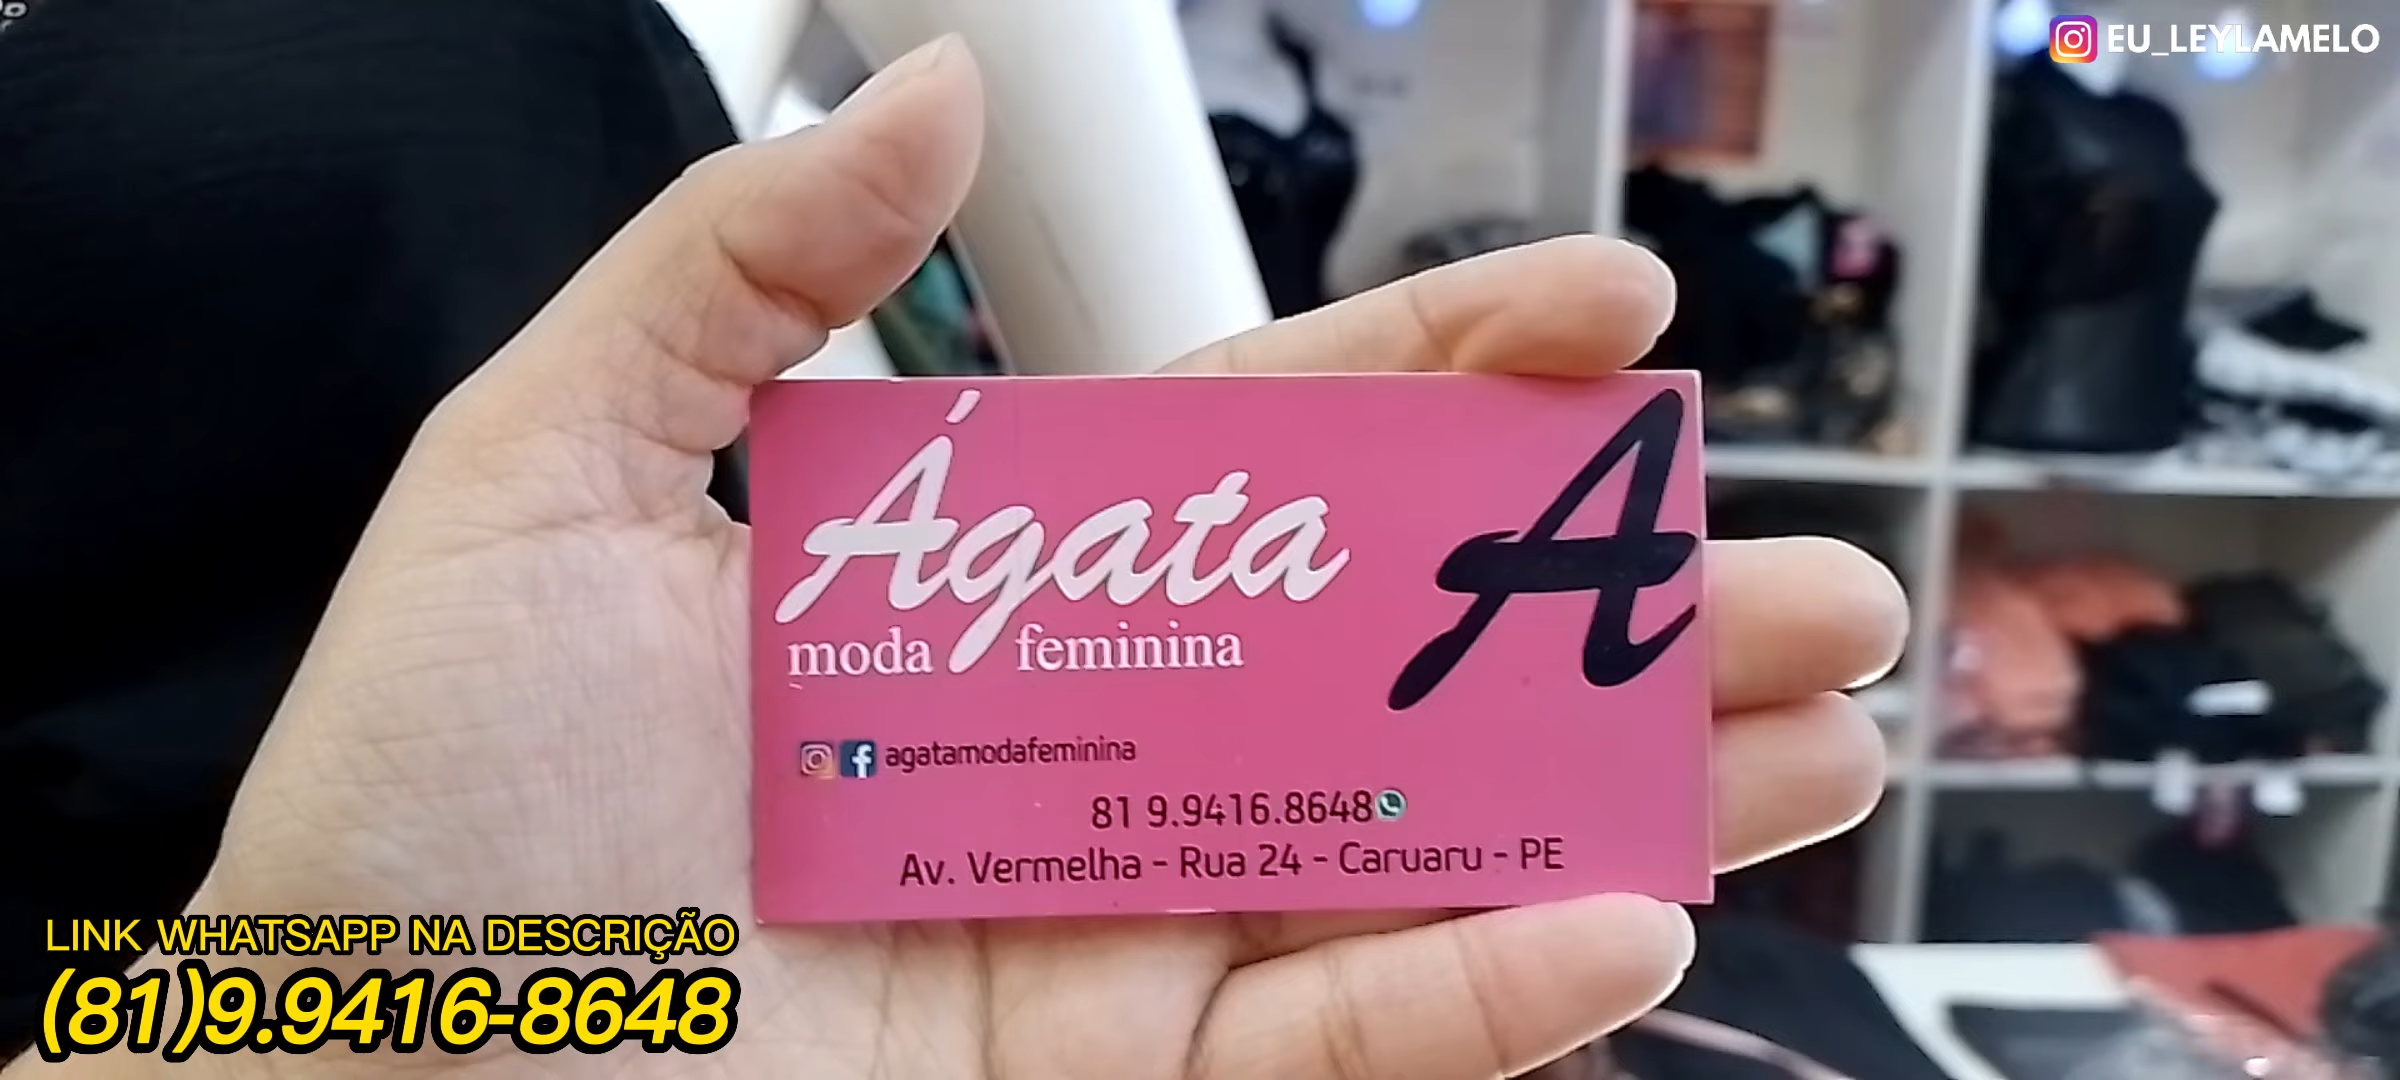 EU_LEYLAMELO
Ágata
moda feminina
A
agatamodafeminina
81 9.9416.8648
Av. Vermelha - Rua 24 - Caruaru - PE
LINK WHATSAPP NA DESCRIÇÃO
(81)9.9416-8648